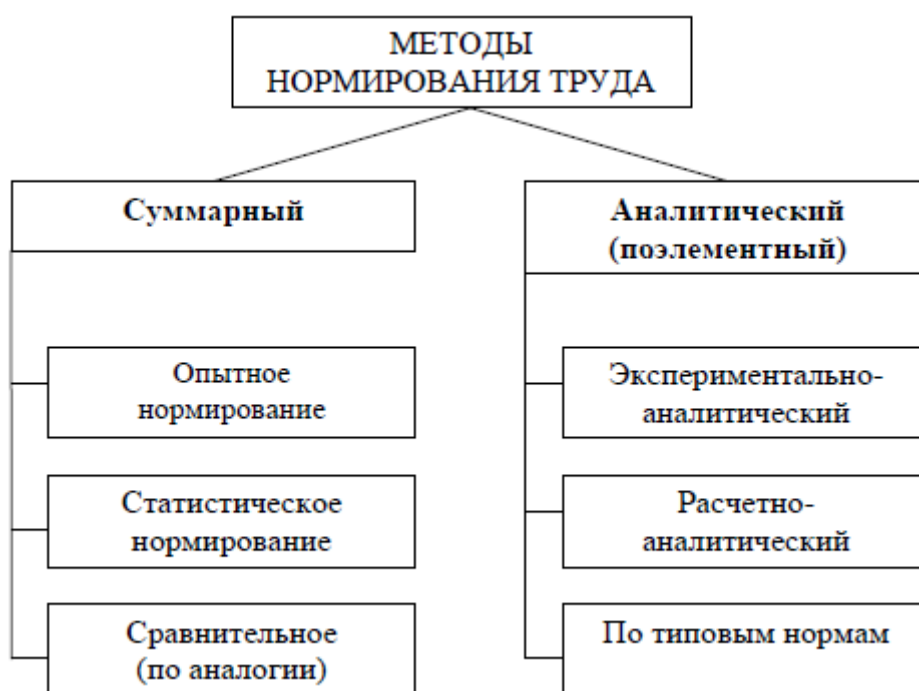 МЕТОДЫ
НОРМИРОВАНИЯ ТРУДА
Суммарный
Опытное
нормирование
Статистическое
нормирование
Сравнительное
(по аналогии)
Аналитический
(поэлементный)
Экспериментально-
аналитический
Расчетно-
аналитический
По типовым нормам